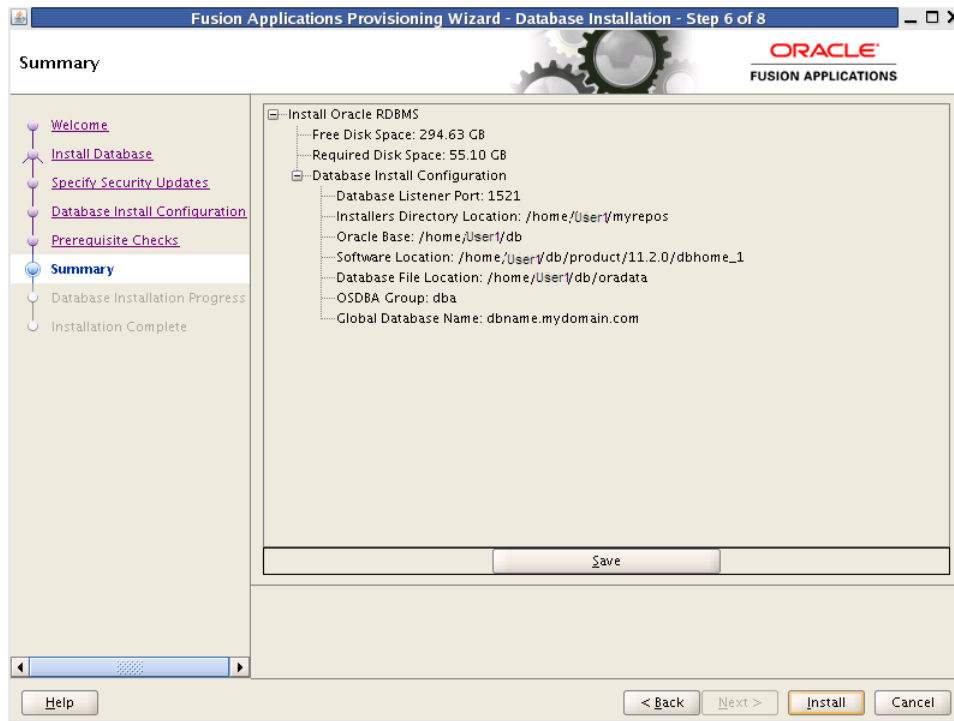 Fusion Applications Provisioning Wizard - Database Installation - Step 6 of 8
Summary
ORACLE
FUSION APPLICATIONS
Welcome
Install Database
Specify Security Updates
Database Install Configuration
Prerequisite Checks
Summary
Database Installation Progress
Installation Complete
Install Oracle RDBMS
Free Disk Space: 294.63 GB
Required Disk Space: 55.10 GB
Database Install Configuration
Database Listener Port: 1521
Installers Directory Location: /home/User1/myrepos
Oracle Base: /home/User1/db
Software Location: /home/User1/db/product/11.2.0/dbhome_1
Database File Location: /home/User1/db/oradata
OSDBA Group: dba
Global Database Name: dbname.mydomain.com
Save
Help
< Back
Next >
Install
Cancel